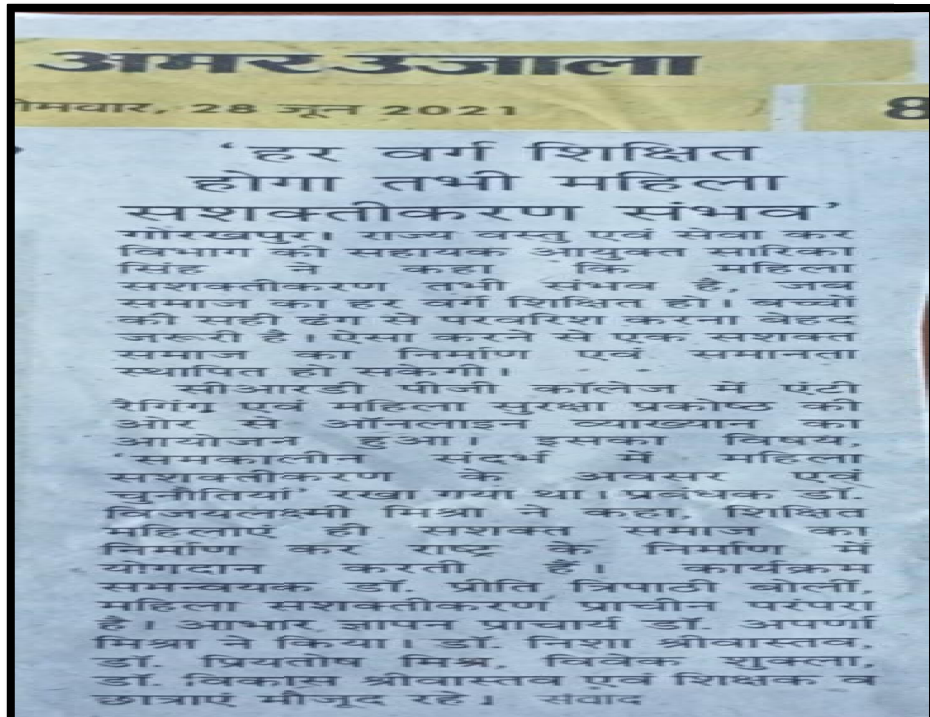 अमर उजाला
ोमवार, 28 जून 2021
8
‘हर वर्ग शिक्षित
होगा तभी महिला
सशक्तीकरण संभव’
गोरखपुर। राज्य वस्तु एवं सेवा कर
विभाग की सहायक आयुक्त सारिका
सिंह ने कहा कि महिला
सशक्तीकरण तभी संभव है, जब
समाज का हर वर्ग शिक्षित हो। बच्चों
की सही ढंग से परवरिश करना बेहद
जरूरी है। ऐसा करने से एक सशक्त
समाज का निर्माण एवं समानता
स्थापित हो सकेगी।
सीआरडी पीजी कॉलेज में एंटी
रैगिंग एवं महिला सुरक्षा प्रकोष्ठ की
ओर से ऑनलाइन व्याख्यान का
आयोजन हुआ। इसका विषय,
‘समकालीन संदर्भ में महिला
सशक्तीकरण के अवसर एवं
चुनौतियां’ रखा गया था। प्रबंधक डॉ.
विजयलक्ष्मी मिश्रा ने कहा, शिक्षित
महिलाएं ही सशक्त समाज का
निर्माण कर राष्ट्र के निर्माण में
योगदान करती हैं। कार्यक्रम
समन्वयक डॉ. प्रीति त्रिपाठी बोलीं,
महिला सशक्तीकरण प्राचीन परंपरा
है। आभार ज्ञापन प्राचार्य डॉ. अपर्णा
मिश्रा ने किया। डॉ. निशा श्रीवास्तव,
डॉ. प्रियतोष मिश्र, विवेक शुक्ला,
डॉ. विकास श्रीवास्तव एवं शिक्षक व
छात्राएं मौजूद रहे। संवाद